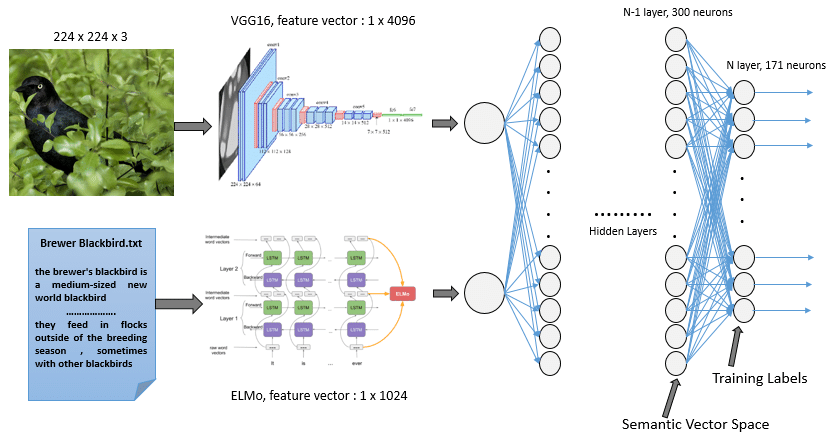 224 x 224 x 3
VGG16, feature vector : 1 x 4096
N-1 layer, 300 neurons
N layer, 171 neurons
conv1
conv2
conv3
conv4
conv5
fc6
fc7
1 x 1 x 4096
7 x 7 x 512
14 x 14 x 512
28 x 28 x 512
56 x 56 x 256
112 x 112 x 128
224 x 224 x 64
Brewer Blackbird.txt
the brewer's blackbird is
a medium-sized new
world blackbird
....................
they feed in flocks
outside of the breeding
season , sometimes
with other blackbirds
Intermediate
word vectors
Forward
LSTM LSTM LSTM
Layer 2
Backward
LSTM LSTM LSTM
Intermediate
word vectors
ELMo
Forward
LSTM LSTM LSTM
Layer 1
Backward
LSTM LSTM LSTM
raw word
vectors
It is ... ever
ELMo, feature vector : 1 x 1024
Hidden Layers
Training Labels
Semantic Vector Space